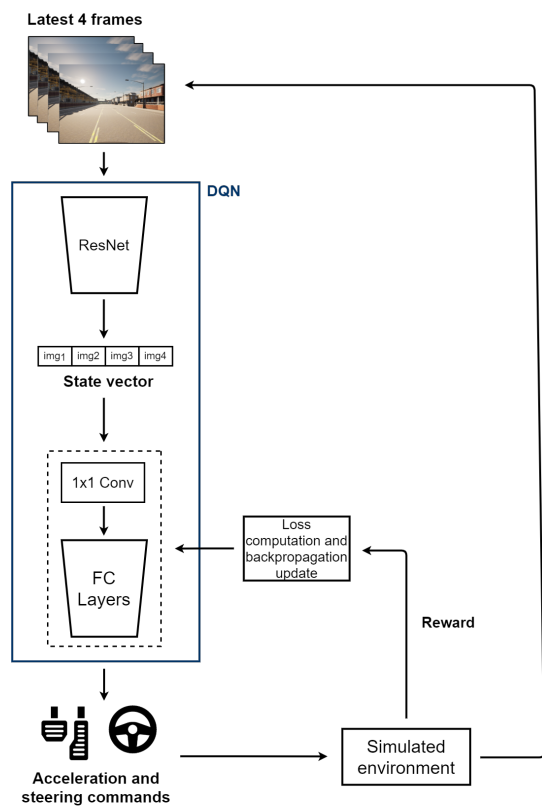 Latest 4 frames
DQN
ResNet
img1 img2 img3 img4
State vector
1x1 Conv
FC
Layers
Loss
computation and
backpropagation
update
Reward
Acceleration and
steering commands
Simulated
environment